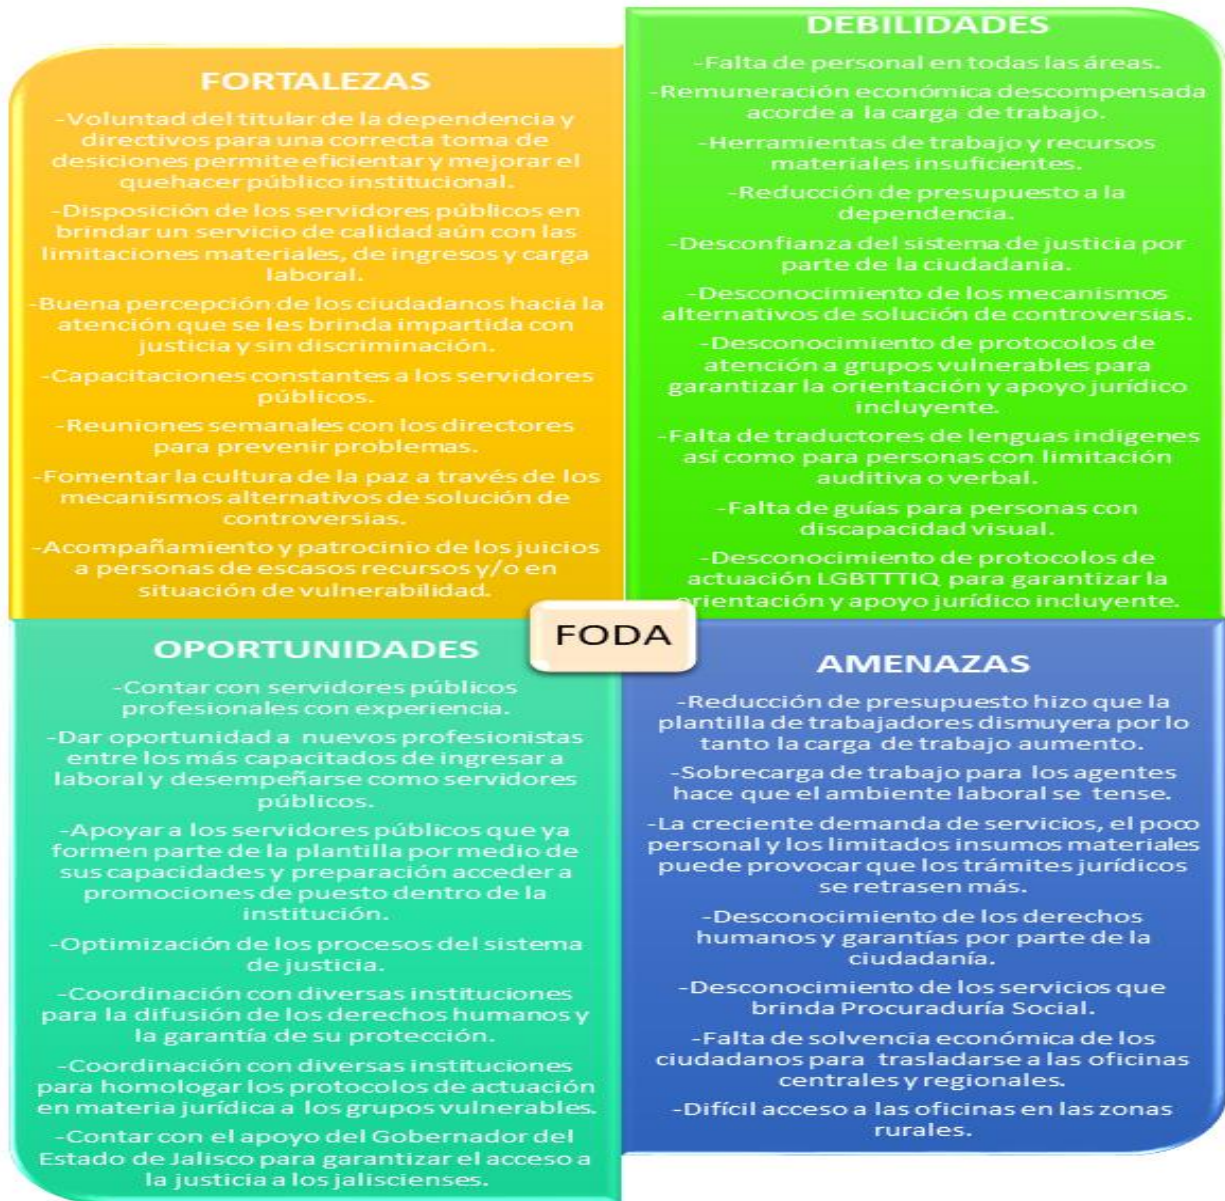 FORTALEZAS
-Voluntad del titular de la dependencia y
directivos para una correcta toma de
desiciones permite eficientar y mejorar el
quehacer público institucional.
-Disposición de los servidores públicos en
brindar un servicio de calidad aún con las
limitaciones materiales, de ingresos y carga
laboral.
-Buena percepción de los ciudadanos hacia la
atención que se les brinda impartida con
justicia y sin discriminación.
-Capacitaciones constantes a los servidores
públicos.
-Reuniones semanales con los directores
para prevenir problemas.
-Fomentar la cultura de la paz a través de los
mecanismos alternativos de solución de
controversias.
-Acompañamiento y patrocinio de los juicios
a personas de escasos recursos y/o en
situación de vulnerabilidad.
DEBILIDADES
-Falta de personal en todas las áreas.
-Remuneración económica descompensada
acorde a la carga de trabajo.
-Herramientas de trabajo y recursos
materiales insuficientes.
-Reducción de presupuesto a la
dependencia.
-Desconfianza del sistema de justicia por
parte de la ciudadanía.
-Desconocimiento de los mecanismos
alternativos de solución de controversias.
-Desconocimiento de protocolos de
atención a grupos vulnerables para
garantizar la orientación y apoyo jurídico
incluyente.
-Falta de traductores de lenguas indigenes
así como para personas con limitación
auditiva o verbal.
-Falta de guías para personas con
discapacidad visual.
-Desconocimiento de protocolos de
actuación LGBTTTIQ para garantizar la
orientación y apoyo jurídico incluyente.
FODA
OPORTUNIDADES
-Contar con servidores públicos
profesionales con experiencia.
-Dar oportunidad a nuevos profesionistas
entre los más capacitados de ingresar a
laboral y desempeñarse como servidores
públicos.
-Apoyar a los servidores públicos que ya
formen parte de la plantilla por medio de
sus capacidades y preparación acceder a
promociones de puesto dentro de la
institución.
-Optimización de los procesos del sistema
de justicia.
-Coordinación con diversas instituciones
para la difusión de los derechos humanos y
la garantía de su protección.
-Coordinación con diversas instituciones
para homologar los protocolos de actuación
en materia jurídica a los grupos vulnerables.
-Contar con el apoyo del Gobernador del
Estado de Jalisco para garantizar el acceso a
la justicia a los jaliscienses.
AMENAZAS
-Reducción de presupuesto hizo que la
plantilla de trabajadores dismuyera por lo
tanto la carga de trabajo aumento.
-Sobrecarga de trabajo para los agentes
hace que el ambiente laboral se tense.
-La creciente demanda de servicios, el poco
personal y los limitados insumos materiales
puede provocar que los trámites jurídicos
se retrasen más.
-Desconocimiento de los derechos
humanos y garantías por parte de la
ciudadanía.
-Desconocimiento de los servicios que
brinda Procuraduría Social.
-Falta de solvencia económica de los
ciudadanos para trasladarse a las oficinas
centrales y regionales.
-Difícil acceso a las oficinas en las zonas
rurales.